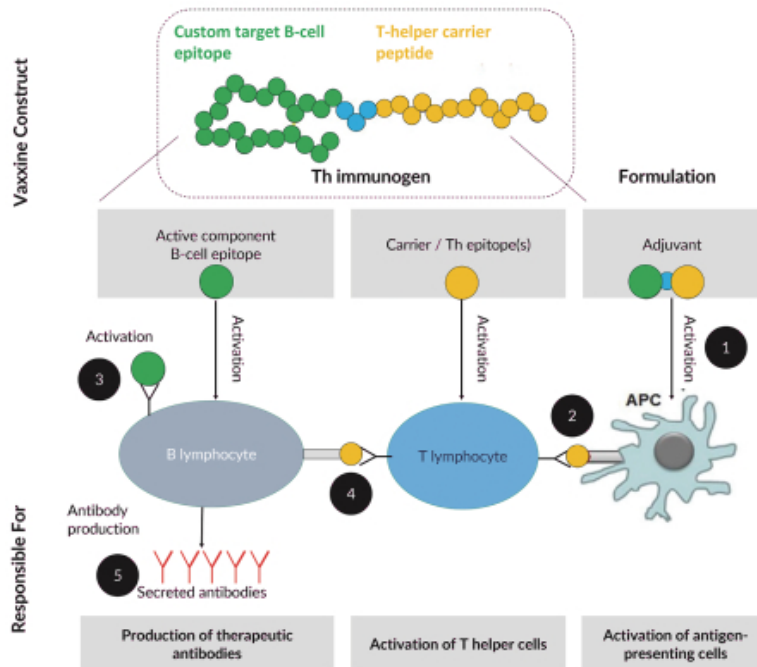 Vaxxine Construct
Custom target B-cell
epitope
T-helper carrier
peptide
Th immunogen
Formulation
Active component
B-cell epitope
Carrier / Th epitope(s)
Adjuvant
Activation
3
Activation
Activation
Activation
1
APC
2
B lymphocyte
T lymphocyte
4
Responsible For
Antibody
production
5
Secreted antibodies
Production of therapeutic
antibodies
Activation of T helper cells
Activation of antigen-
presenting cells